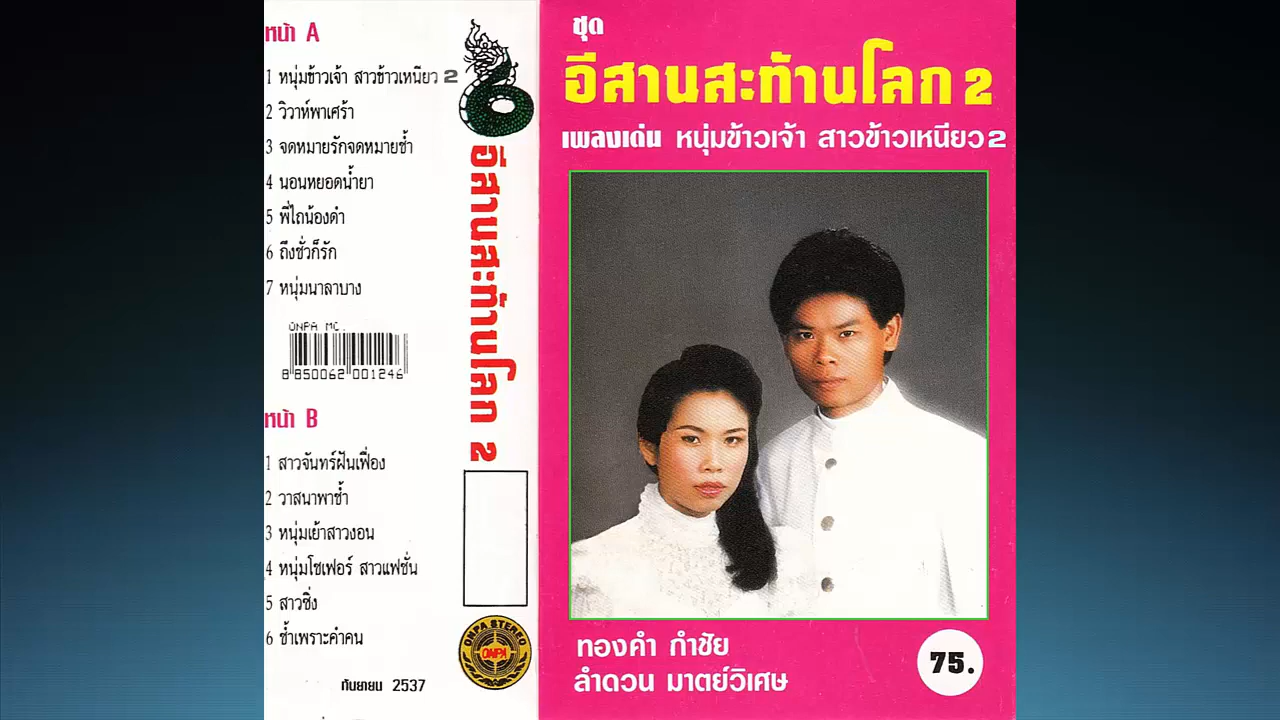 หน้า A
1 หนุ่มข้าวเจ้า สาวข้าวเหนียว 2
2 วิวาห์พาเศร้า
3 จดหมายรักจดหมายช้ำ
4 นอนหยอดน้ำยา
5 พี่ไถน้องดำ
6 ถึงชั่วก็รัก
7 หนุ่มนาลาบาง
ONPA MC.
8 850062 001246
หน้า B
1 สาวจันทร์ฝันเฟื่อง
2 วาสนาพาช้ำ
3 หนุ่มเย้าสาวงอน
4 หนุ่มโชเฟอร์ สาวแฟชั่น
5 สาวซิ่ง
6 ช้ำเพราะคำคน
กันยายน 2537
อีสานสะท้านโลก 2
ONPA STEREO
ONPA
ชุด
อีสานสะท้านโลก 2
เพลงเด่น หนุ่มข้าวเจ้า สาวข้าวเหนียว 2
ทองคำ กำชัย
ลำดวน มาตย์วิเศษ
75.